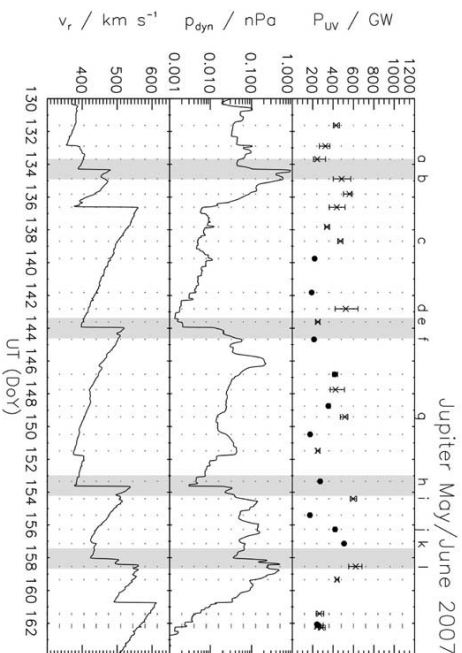 Jupiter May/June 2007
a b c d e f g h i j k l
P_UV / GW
1200
1000
800
600
400
200
p_dyn / nPa
1.000
0.100
0.010
0.001
v_r / km s⁻¹
600
500
400
130 132 134 136 138 140 142 144 146 148 150 152 154 156 158 160 162
UT (DoY)